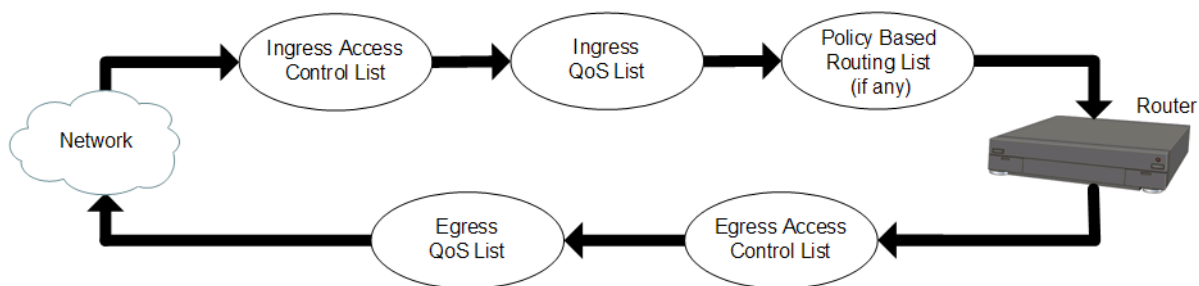 Network
Ingress Access
Control List
Ingress
QoS List
Policy Based
Routing List
(if any)
Router
Egress Access
Control List
Egress
QoS List